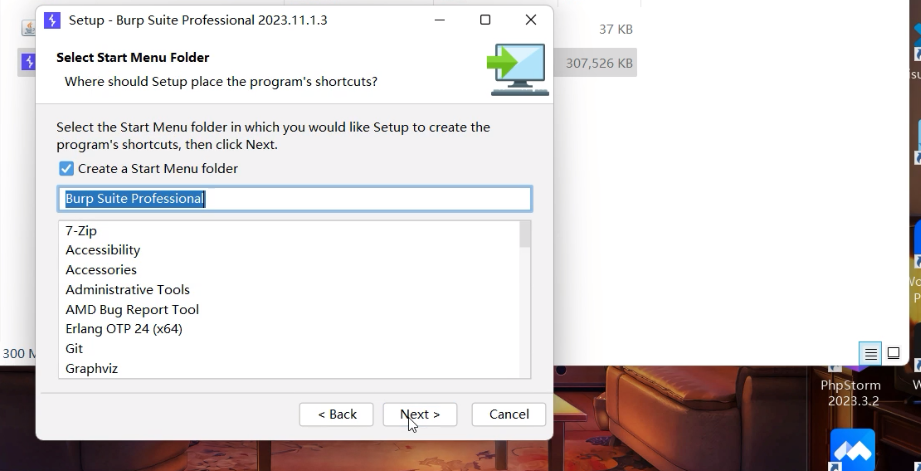 Setup - Burp Suite Professional 2023.11.1.3
Select Start Menu Folder
Where should Setup place the program's shortcuts?
37 KB
307,526 KB
Select the Start Menu folder in which you would like Setup to create the
program's shortcuts, then click Next.
Create a Start Menu folder
Burp Suite Professional
7-Zip
Accessibility
Accessories
Administrative Tools
AMD Bug Report Tool
Erlang OTP 24 (x64)
Git
Graphviz
300 M
< Back
Next >
Cancel
PhpStorm
2023.3.2